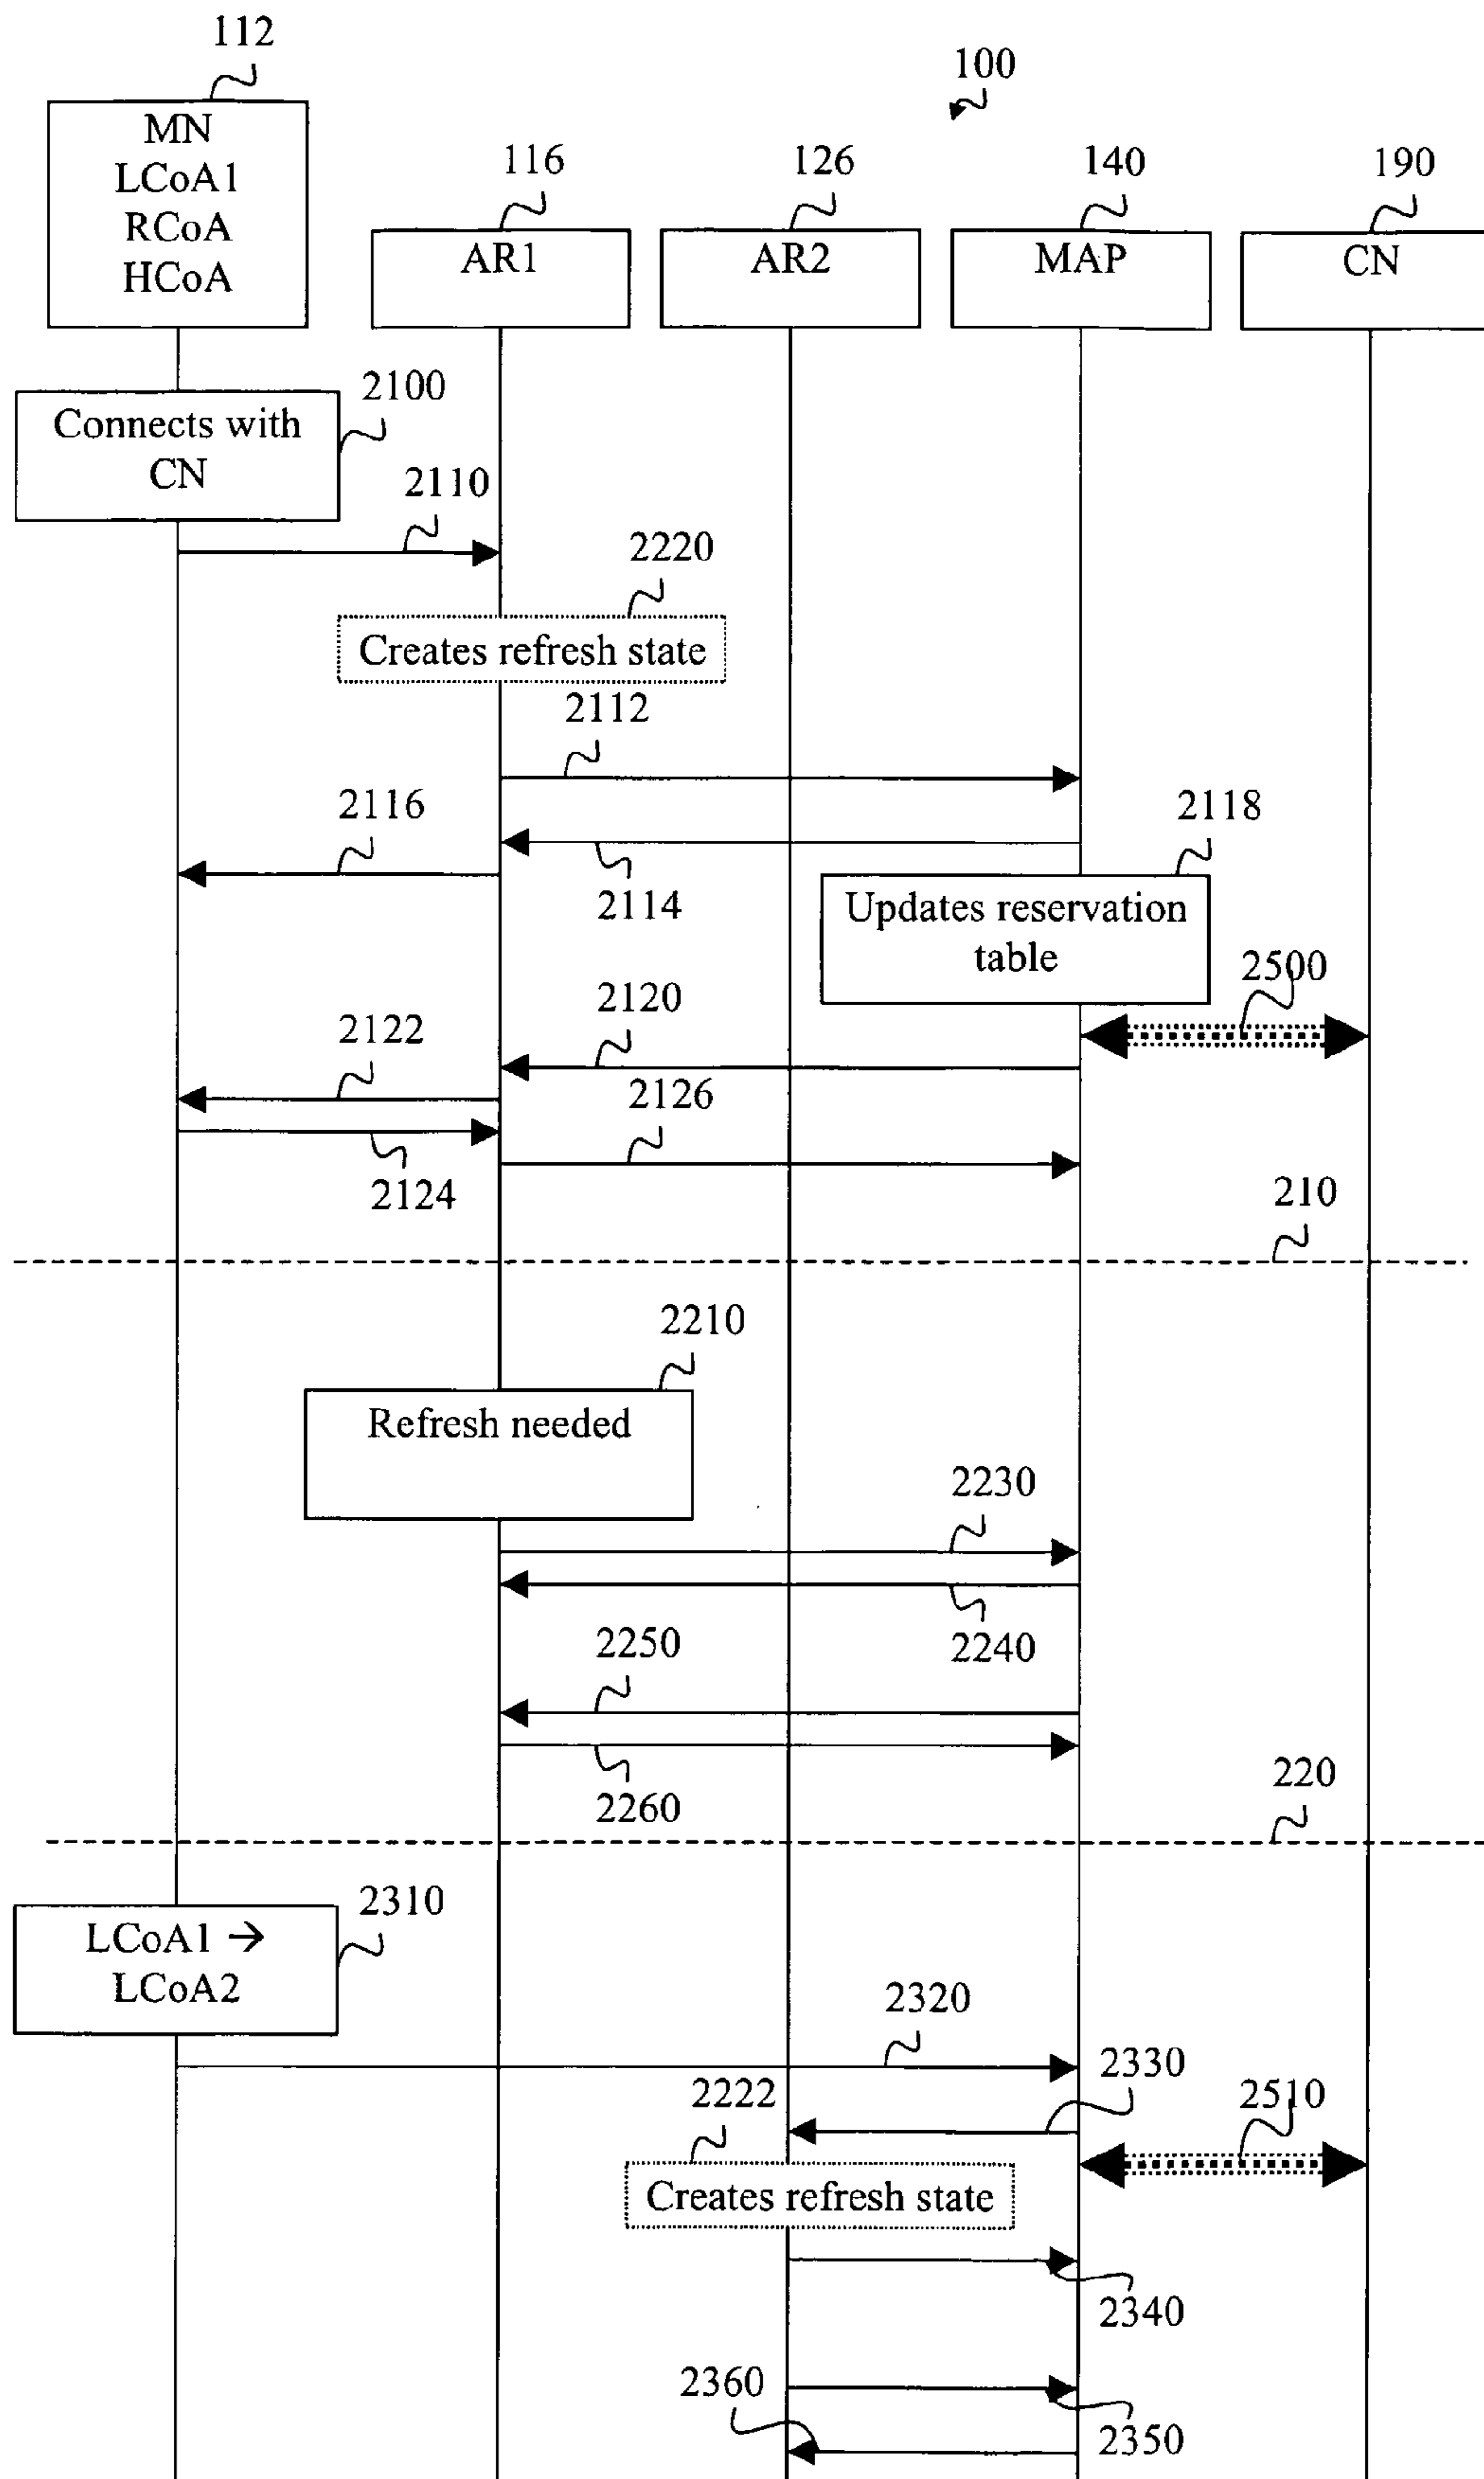 112
100
MN
LCoA1
RCoA
HCoA
116
126
140
190
AR1
AR2
MAP
CN
2100
Connects with
CN
2110
2220
Creates refresh state
2112
2116
2118
2114
Updates reservation
table
2500
2120
2122
2126
2124
210
2210
Refresh needed
2230
2240
2250
2260
220
2310
LCoA1 →
LCoA2
2320
2330
2222
2510
Creates refresh state
2340
2360
2350